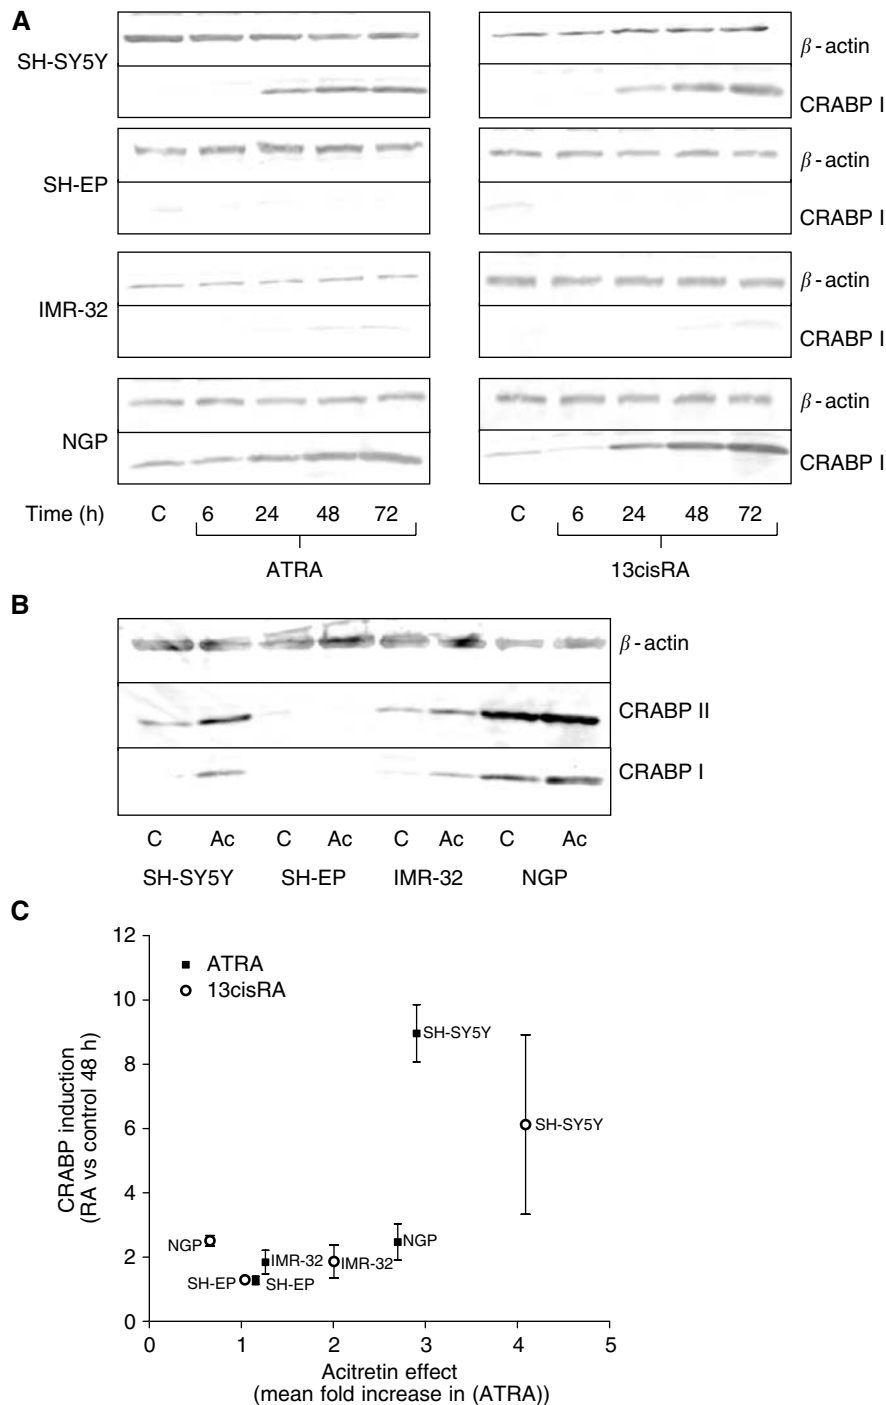 A
SH-SY5Y
β-actin
CRABP I
SH-EP
β-actin
CRABP I
IMR-32
β-actin
CRABP I
NGP
β-actin
CRABP I
Time (h) C 6 24 48 72 C 6 24 48 72
ATRA 13cisRA
B
β-actin
CRABP II
CRABP I
C Ac C Ac C Ac C Ac
SH-SY5Y SH-EP IMR-32 NGP
C
12
10
8
6
4
2
0
CRABP induction
(RA vs control 48 h)
ATRA
13cisRA
SH-SY5Y
SH-SY5Y
NGP
NGP
IMR-32
IMR-32
SH-EP
SH-EP
0 1 2 3 4 5
Acitretin effect
(mean fold increase in (ATRA))